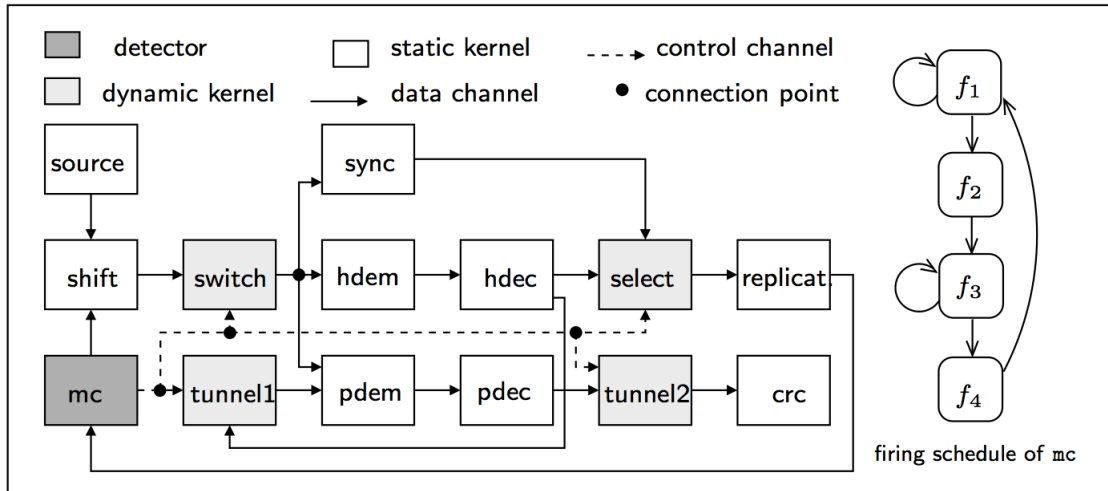 detector
static kernel
control channel
dynamic kernel
data channel
connection point
source
sync
shift
switch
hdem
hdec
select
replicat.
mc
tunnel1
pdem
pdec
tunnel2
crc
f1
f2
f3
f4
firing schedule of mc